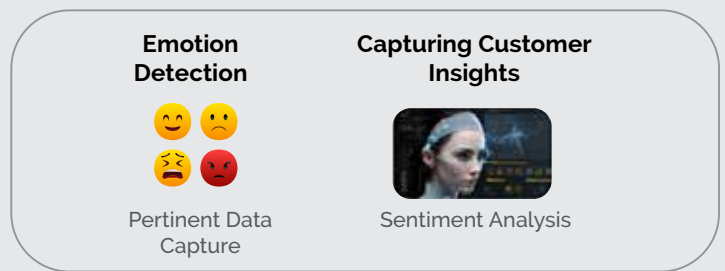 Emotion
Detection
Capturing Customer
Insights
Pertinent Data
Capture
Sentiment Analysis